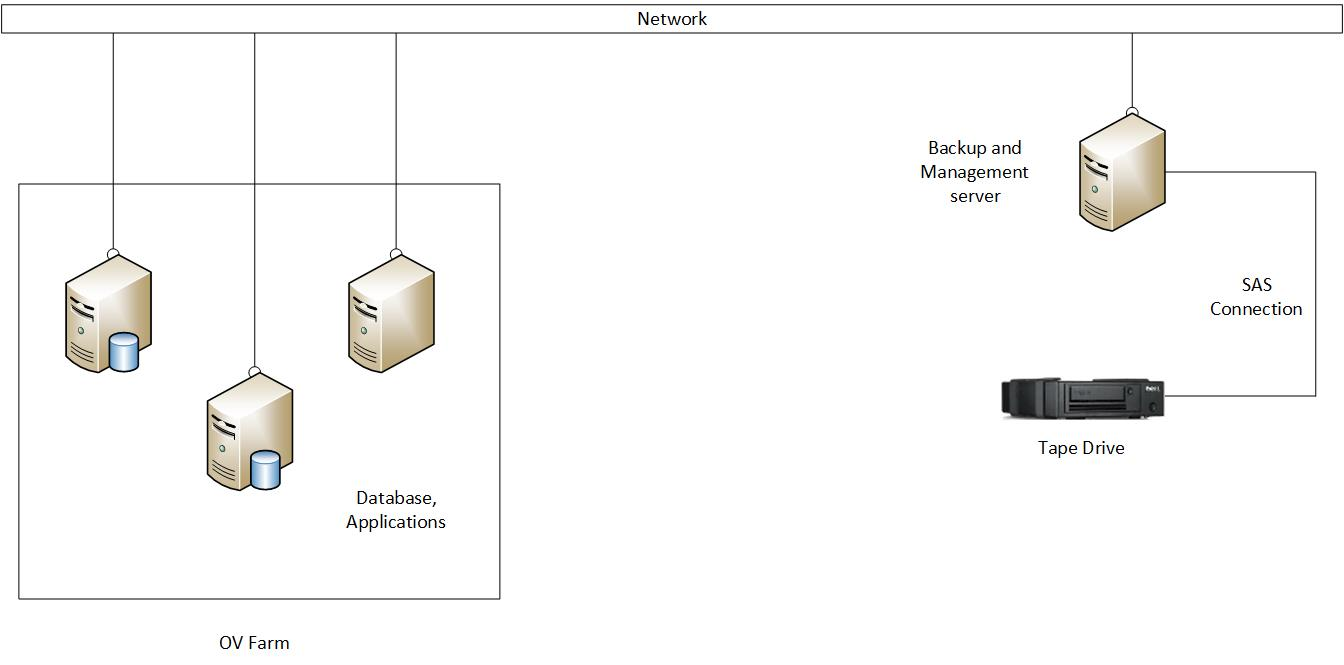 Network
Backup and
Management
server
SAS
Connection
Tape Drive
Database,
Applications
OV Farm